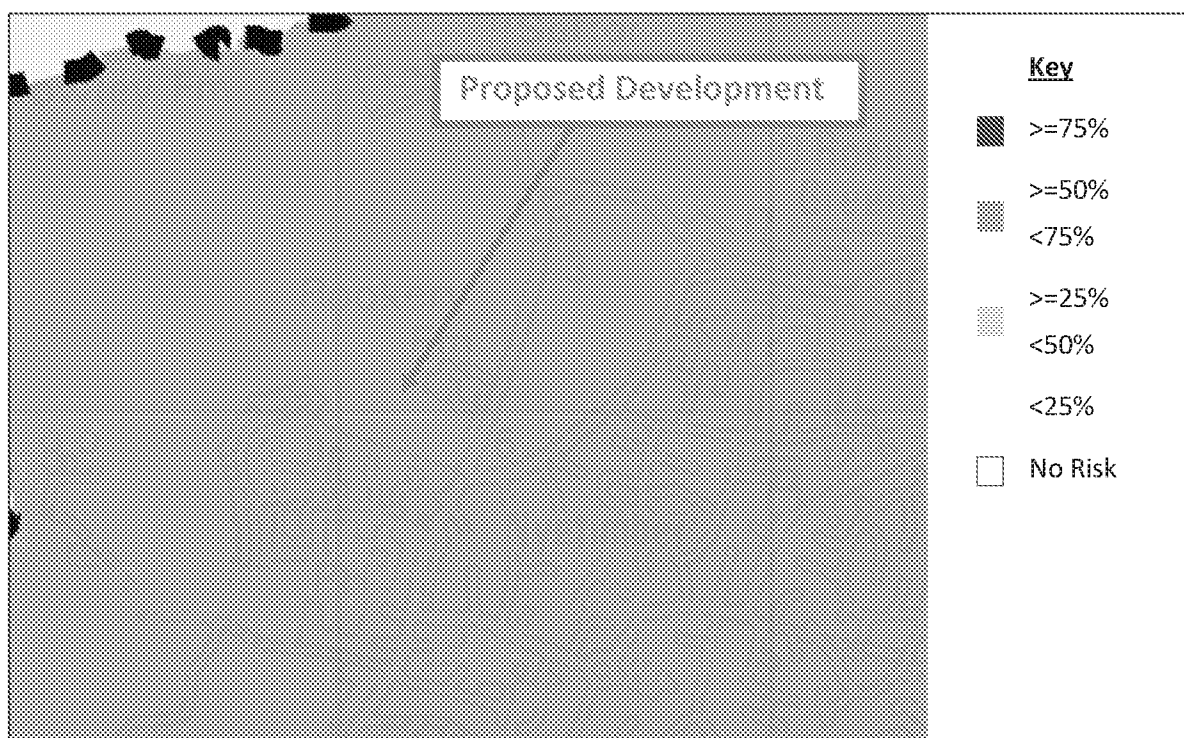 Proposed Development
Key
>=75%
>=50%
<75%
>=25%
<50%
<25%
No Risk